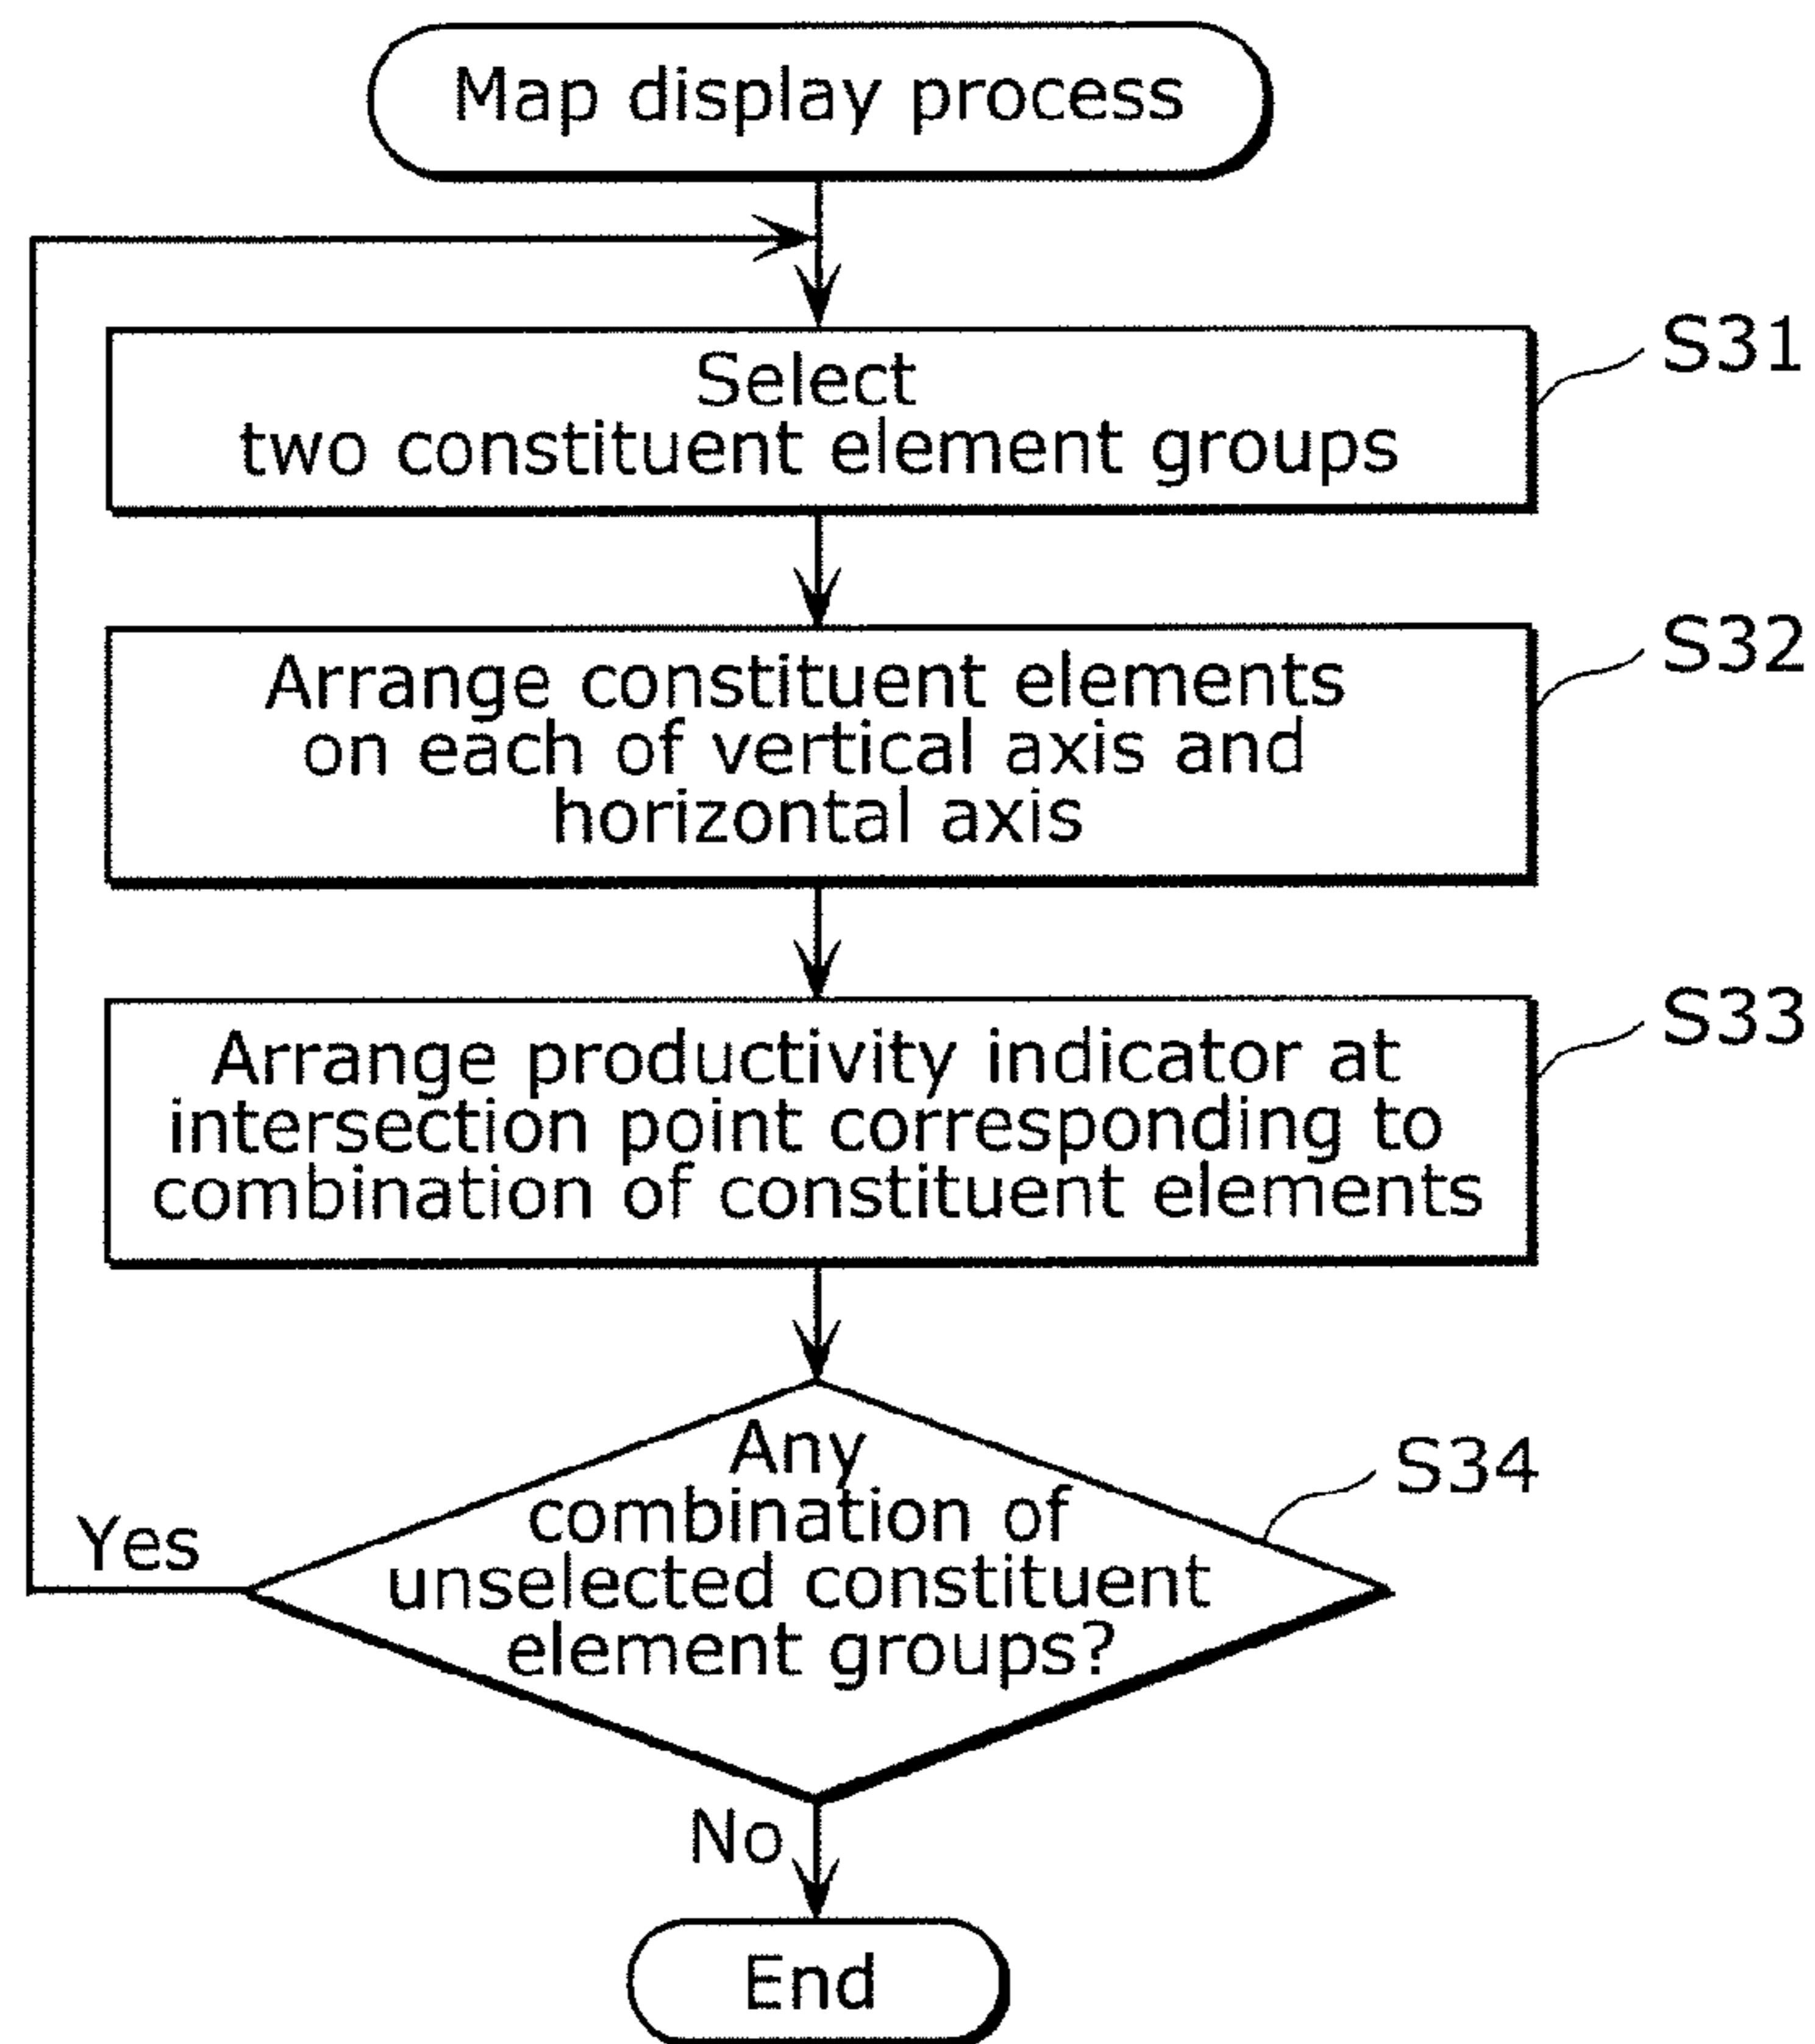 Map display process
Select
two constituent element groups
S31
Arrange constituent elements
on each of vertical axis and
horizontal axis
S32
Arrange productivity indicator at
intersection point corresponding to
combination of constituent elements
S33
Any
combination of
unselected constituent
element groups?
S34
Yes
No
End